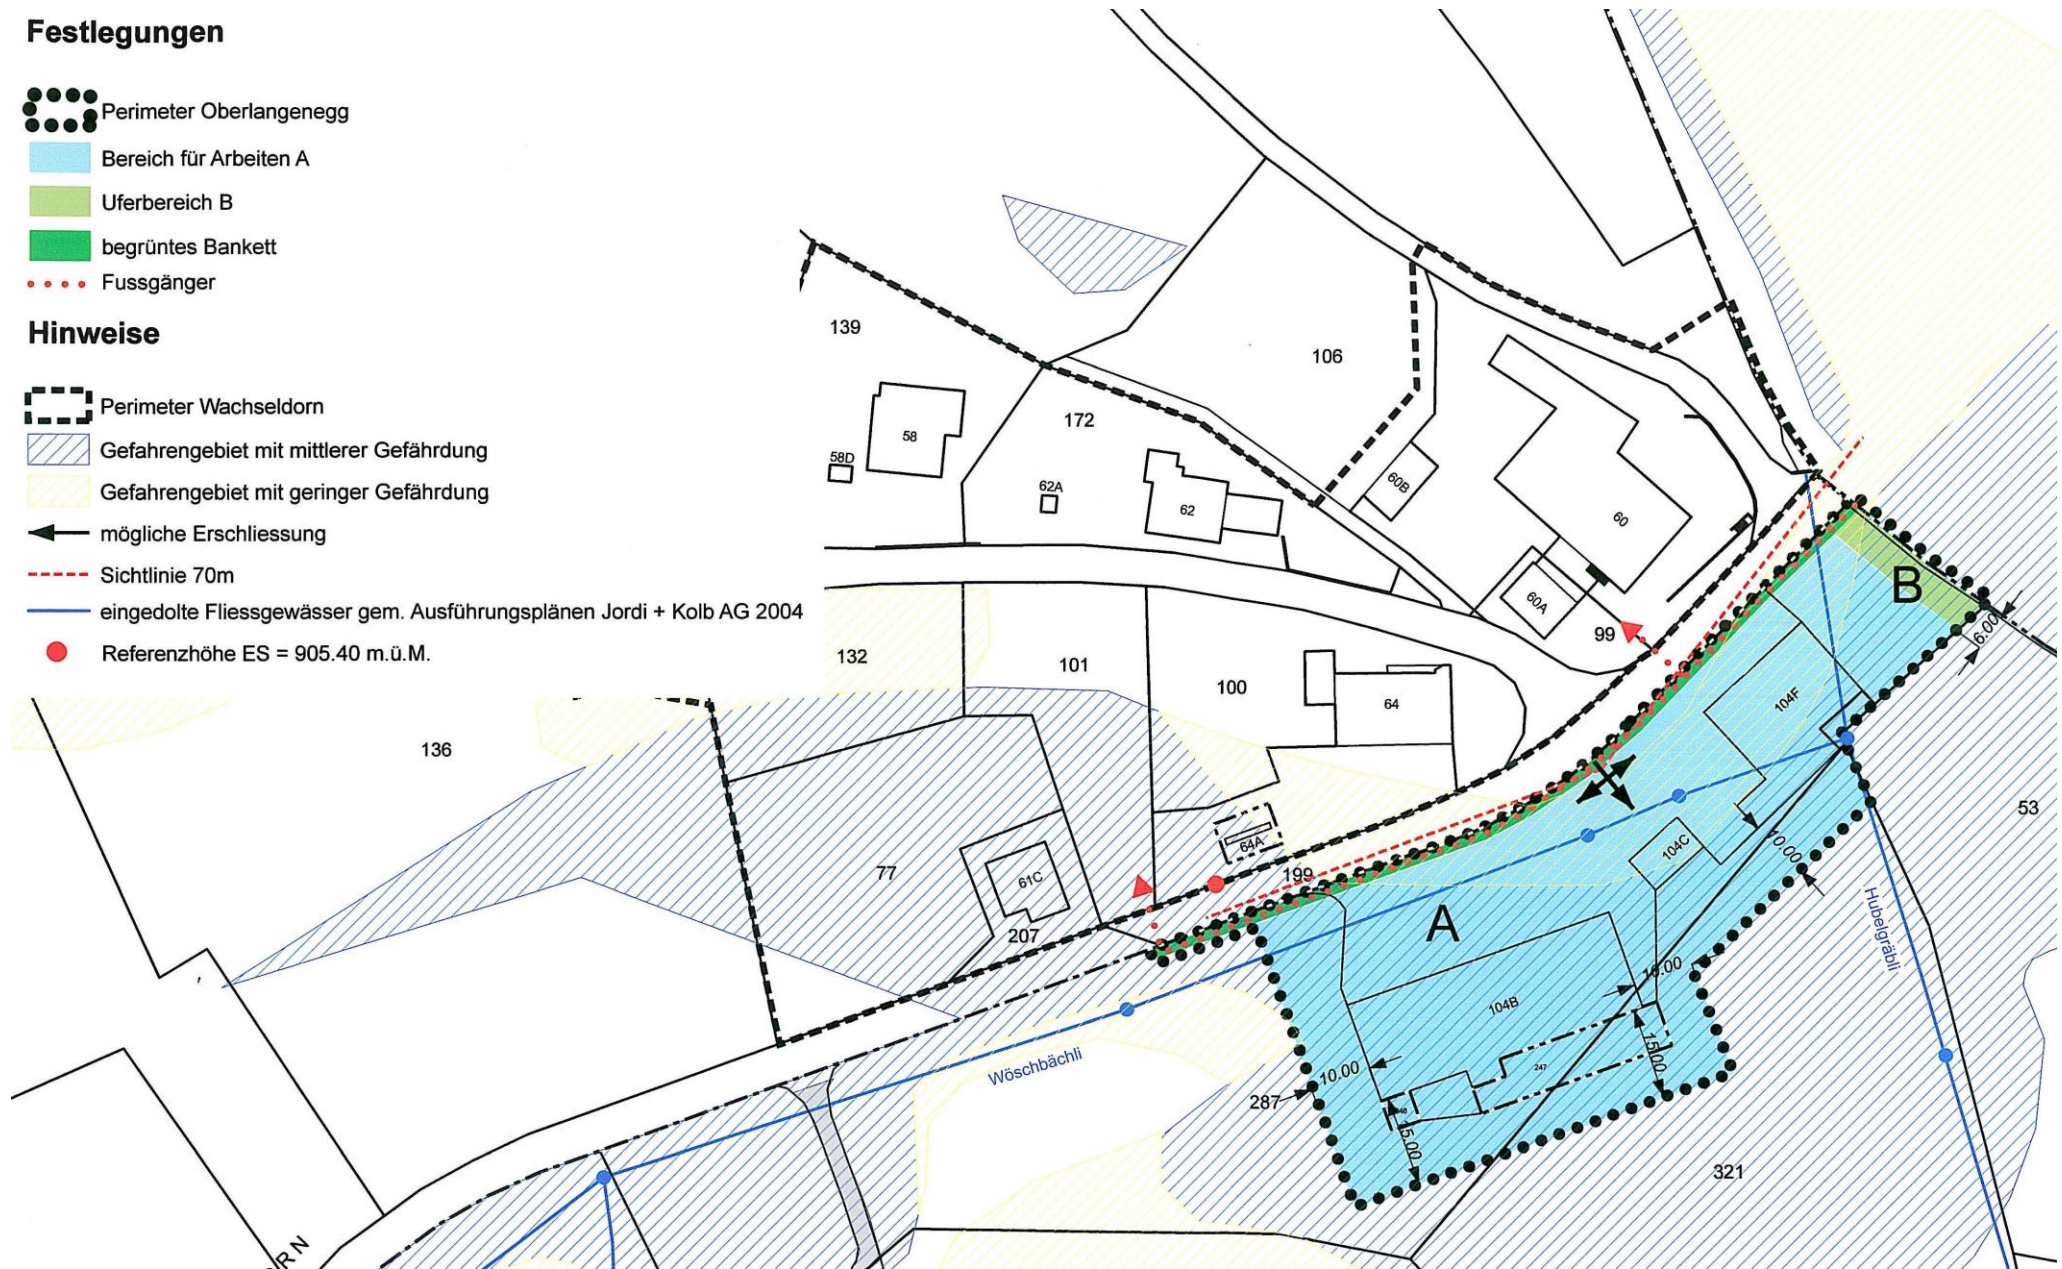 Festlegungen
Perimeter Oberlangenegg
Bereich für Arbeiten A
Uferbereich B
begrüntes Bankett
Fussgänger
Hinweise
Perimeter Wachseldorn
Gefahrengebiet mit mittlerer Gefährdung
Gefahrengebiet mit geringer Gefährdung
mögliche Erschliessung
Sichtlinie 70m
eingedolte Fliessgewässer gem. Ausführungsplänen Jordi + Kolb AG 2004
Referenzhöhe ES = 905.40 m.ü.M.
139
106
172
58
58D
62A
62
60B
60
60A
99
B
6.00
132
101
100
64
104F
136
53
64A
104C
10.00
77
61C
199
207
A
Hubelgräbli
10.00
104B
15.00
247
Wöschbächli
10.00
287
15.00
321
RN